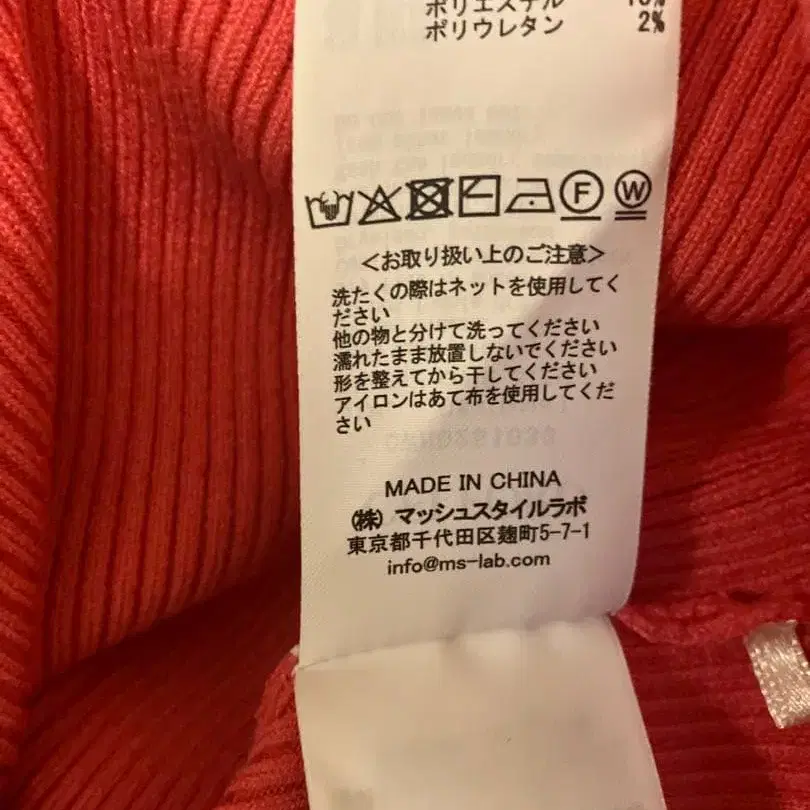 ポリエステル
ポリウレタン 2%
F W
<お取り扱い上のご注意>
洗たくの際はネットを使用してく
ださい
他の物と分けて洗ってください
濡れたまま放置しないでください
形を整えてから干してください
アイロンはあて布を使用してくだ
さい
MADE IN CHINA
(株) マッシュスタイルラボ
東京都千代田区麹町5-7-1
info@ms-lab.com